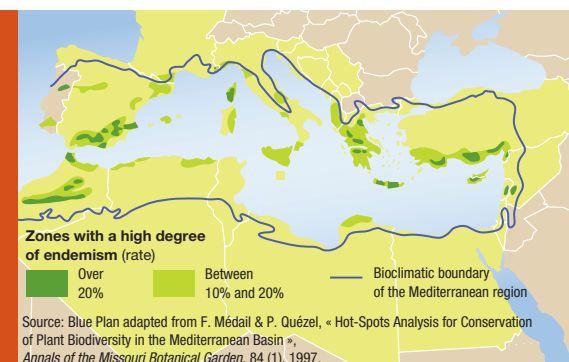 Zones with a high degree
of endemism (rate)
Over
20%
Between
10% and 20%
Bioclimatic boundary
of the Mediterranean region
Source: Blue Plan adapted from F. Médail & P. Quézel, « Hot-Spots Analysis for Conservation
of Plant Biodiversity in the Mediterranean Basin »,
Annals of the Missouri Botanical Garden, 84 (1), 1997.